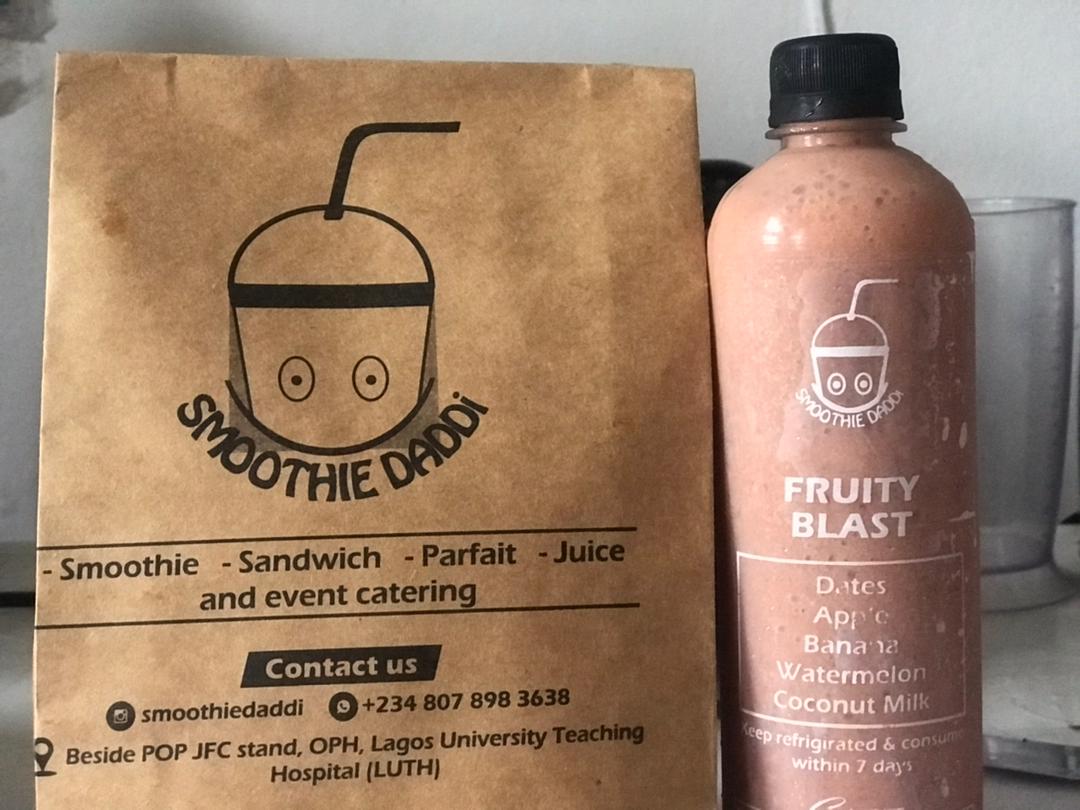 SMOOTHIE DADDi
- Smoothie - Sandwich - Parfait - Juice
and event catering
Contact us
smoothiedaddi +234 807 898 3638
Beside POP JFC stand, OPH, Lagos University Teaching
Hospital (LUTH)
SMOOTHIE DADDi
FRUITY
BLAST
Dates
Apple
Banana
Watermelon
Coconut Milk
Keep refrigirated & consume
within 7 days